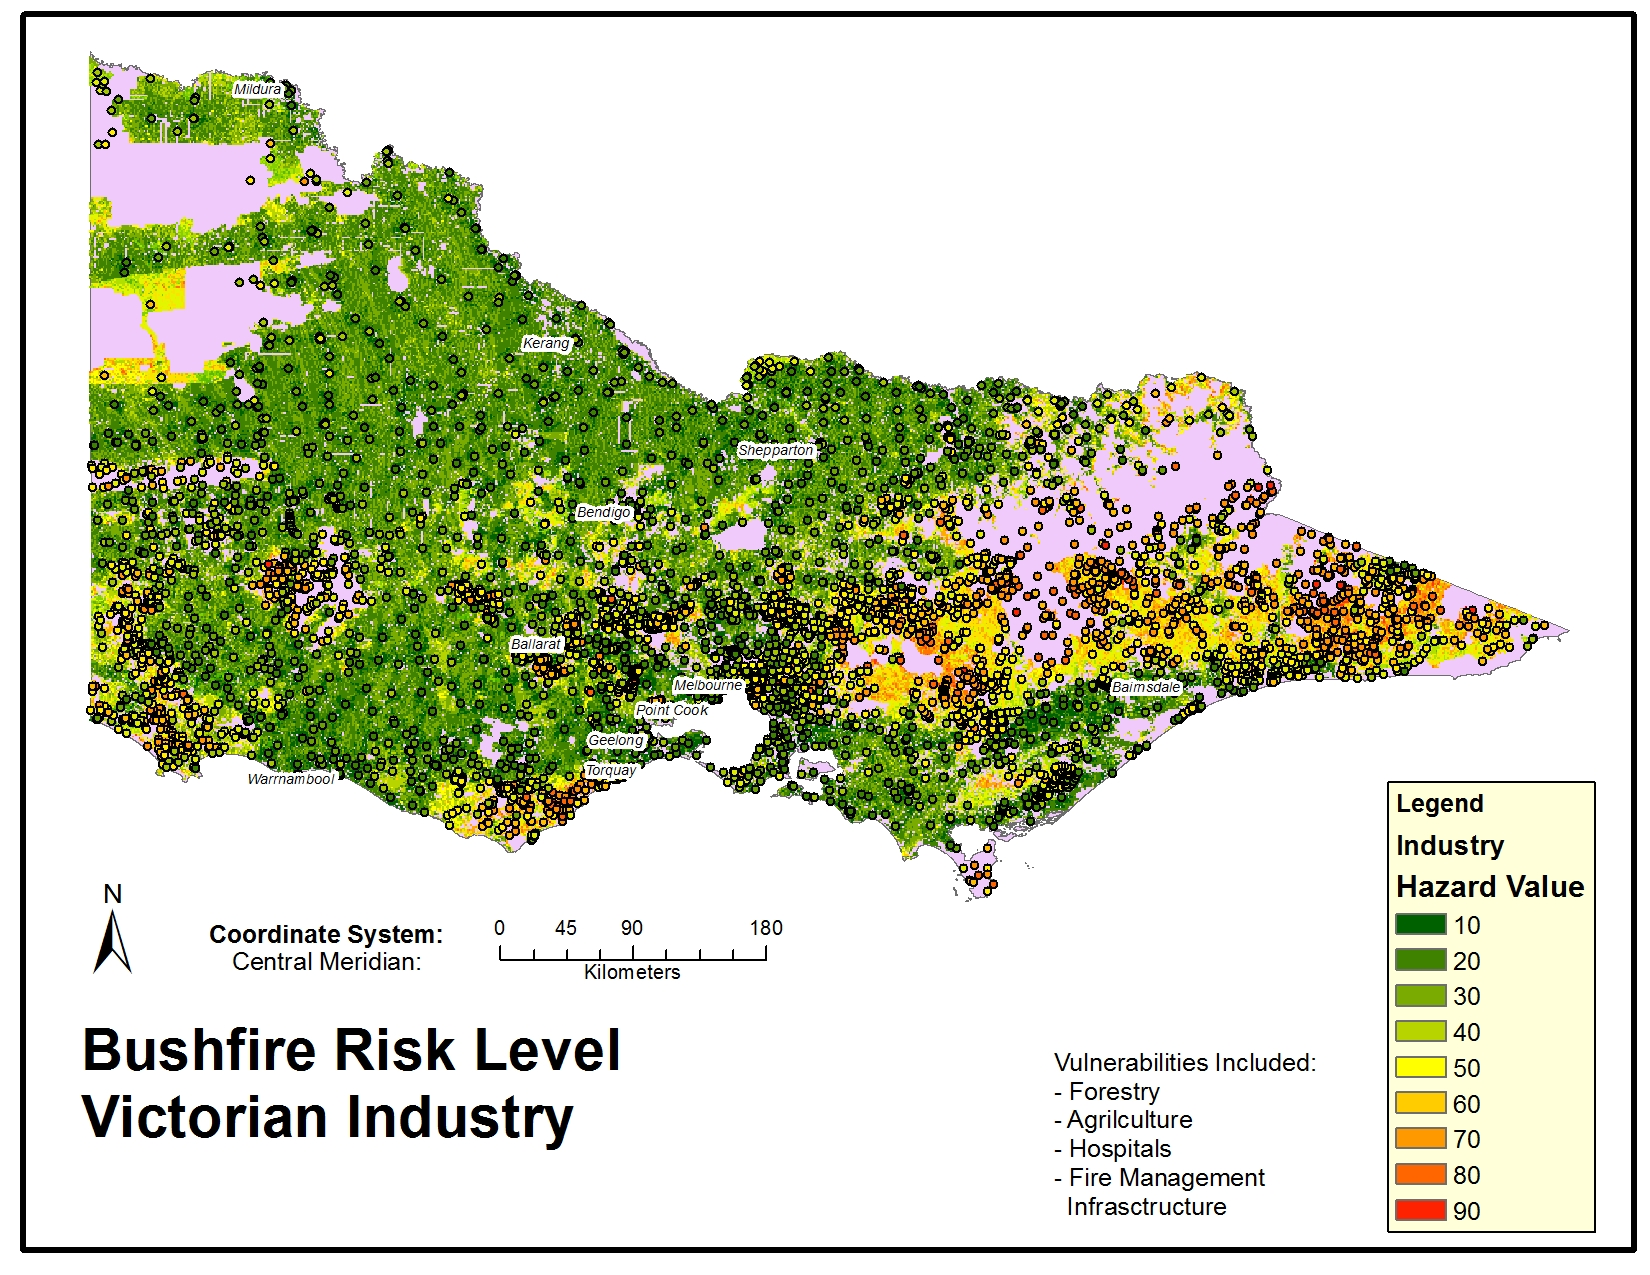 Mildura
Kerang
Shepparton
Bendigo
Ballarat
Melbourne
Bairnsdale
Point Cook
Geelong
Torquay
Warrnambool
N
Coordinate System:
Central Meridian:
0 45 90 180
Kilometers
Bushfire Risk Level
Victorian Industry
Vulnerabilities Included:
- Forestry
- Agrilculture
- Hospitals
- Fire Management
Infrasctructure
Legend
Industry
Hazard Value
10
20
30
40
50
60
70
80
90